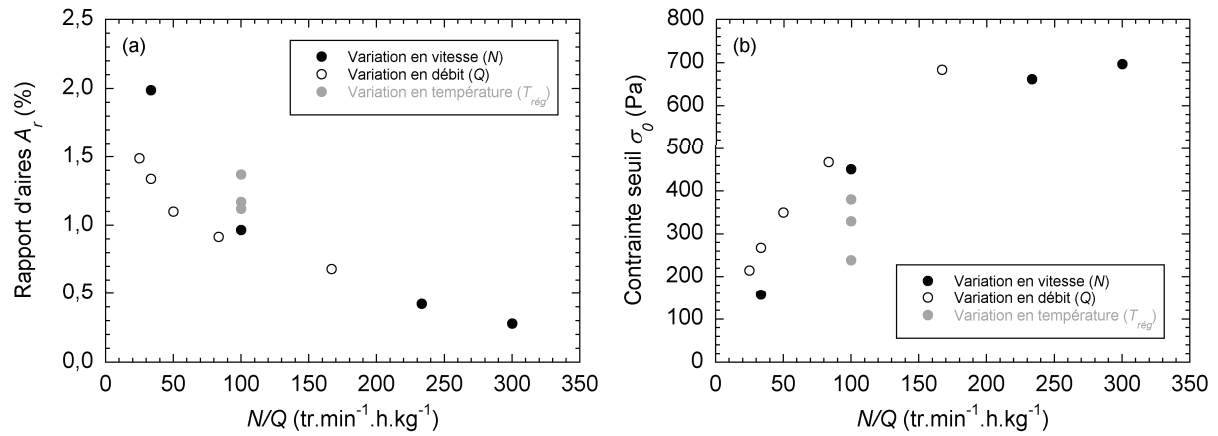 (a)
Variation en vitesse (N)
Variation en débit (Q)
Variation en température (T_rég)
Rapport d'aires A_r (%)
2,5
2,0
1,5
1,0
0,5
0,0
0 50 100 150 200 250 300 350
N/Q (tr.min⁻¹.h.kg⁻¹)
(b)
Variation en vitesse (N)
Variation en débit (Q)
Variation en température (T_rég)
Contrainte seuil σ_0 (Pa)
800
700
600
500
400
300
200
100
0
0 50 100 150 200 250 300 350
N/Q (tr.min⁻¹.h.kg⁻¹)